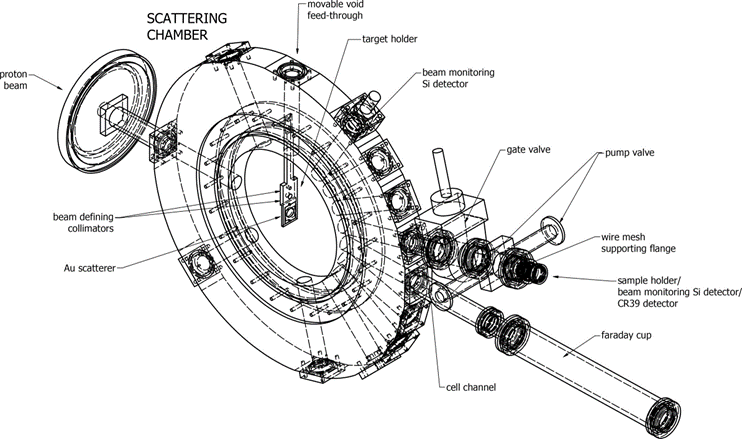 SCATTERING
CHAMBER
movable void
feed-through
target holder
proton
beam
beam monitoring
Si detector
gate valve
pump valve
beam defining
collimators
wire mesh
supporting flange
Au scatterer
sample holder/
beam monitoring Si detector/
CR39 detector
faraday cup
cell channel